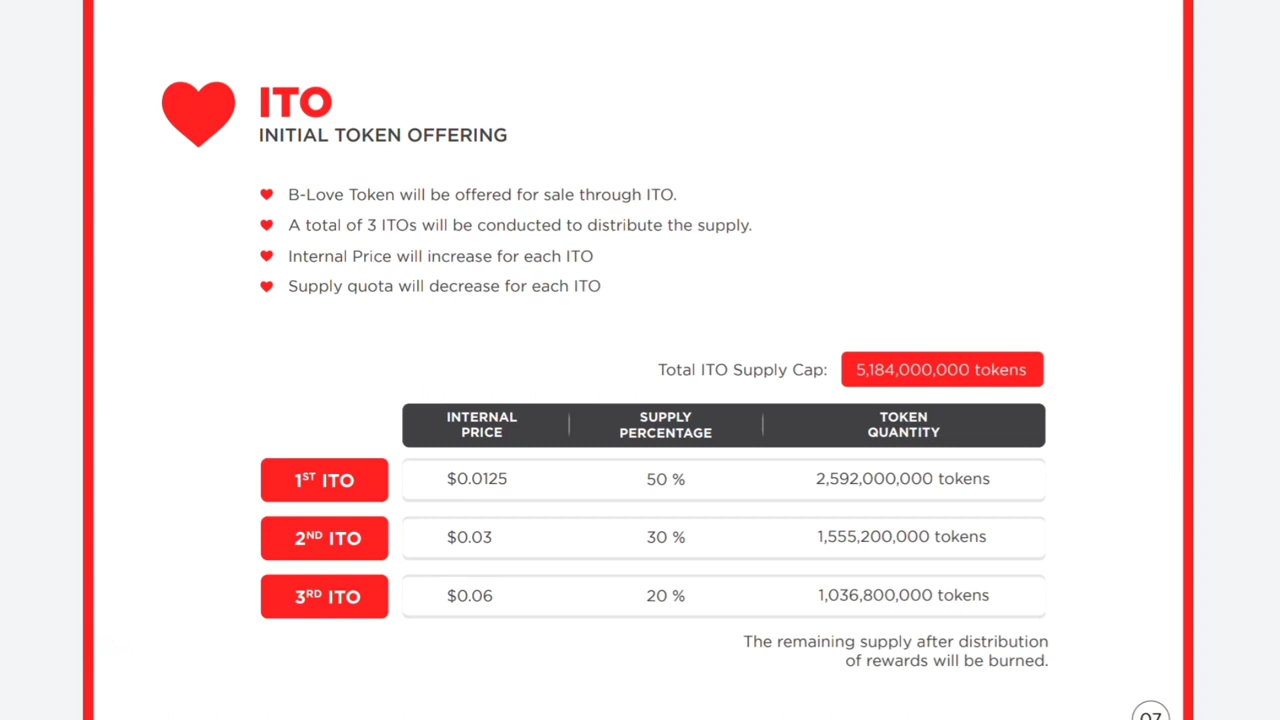 ITO
INITIAL TOKEN OFFERING
B-Love Token will be offered for sale through ITO.
A total of 3 ITOs will be conducted to distribute the supply.
Internal Price will increase for each ITO
Supply quota will decrease for each ITO
Total ITO Supply Cap: 5,184,000,000 tokens
INTERNAL PRICE SUPPLY PERCENTAGE TOKEN QUANTITY
1ST ITO $0.0125 50 % 2,592,000,000 tokens
2ND ITO $0.03 30 % 1,555,200,000 tokens
3RD ITO $0.06 20 % 1,036,800,000 tokens
The remaining supply after distribution
of rewards will be burned.
07